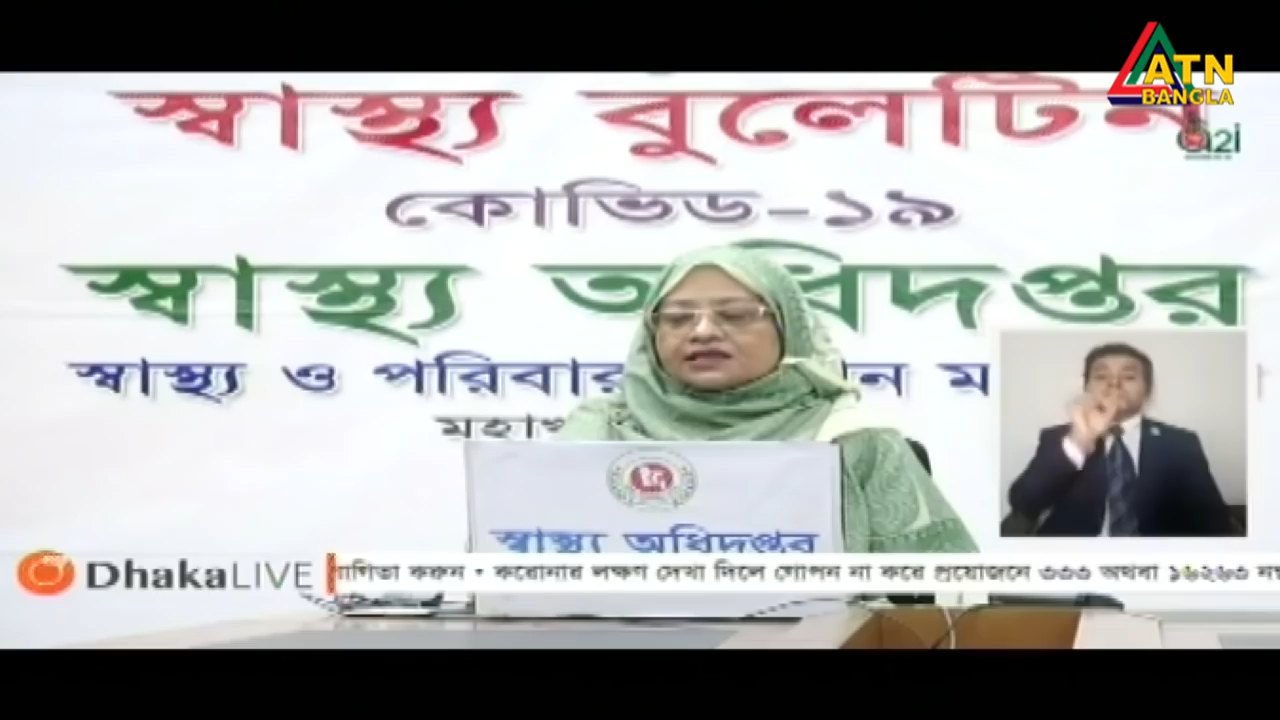 ATN
BANGLA
স্বাস্থ্য বুলেটিন
a2i
কোভিড-১৯
স্বাস্থ্য অধিদপ্তর
স্বাস্থ্য ও পরিবার
স্বাস্থ্য অধিদপ্তর
DhakaLIVE
করুন • করোনার লক্ষণ দেখা দিলে গোপন না করে প্রয়োজনে ৩৩৩ অথবা ১৬২৬৩